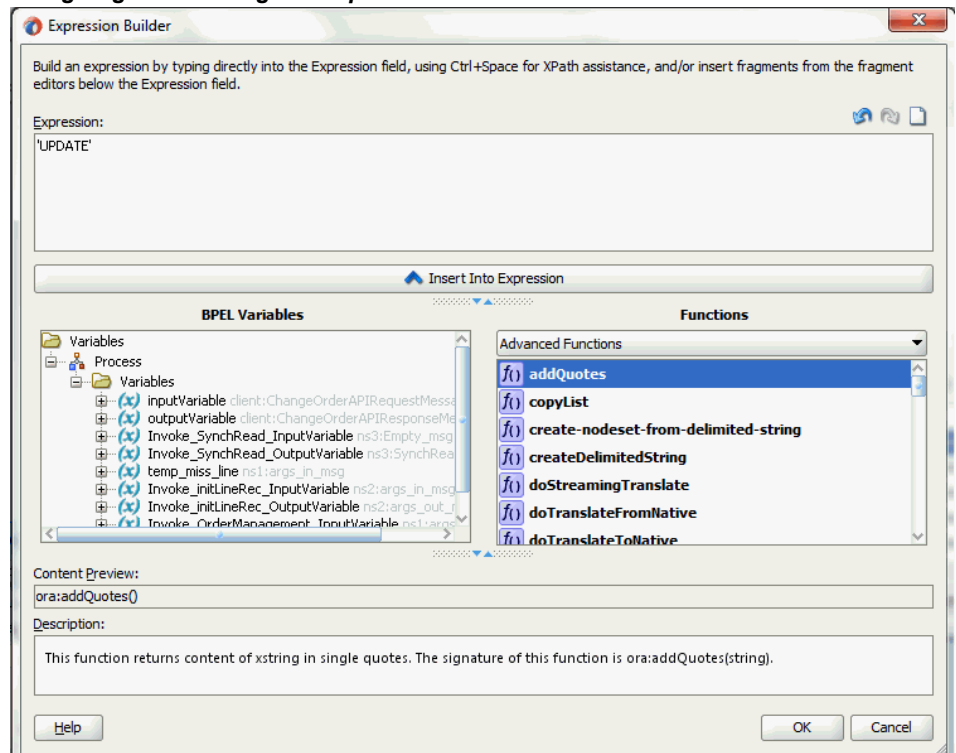 Expression Builder
Build an expression by typing directly into the Expression field, using Ctrl+Space for XPath assistance, and/or insert fragments from the fragment
editors below the Expression field.
Expression:
'UPDATE'
Insert Into Expression
BPEL Variables
Variables
Process
Variables
inputVariable client:ChangeOrderAPIRequestMessa
outputVariable client:ChangeOrderAPIResponseMe
Invoke_SynchRead_InputVariable ns3:Empty_msg
Invoke_SynchRead_OutputVariable ns3:SynchRea
temp_miss_line ns1:args_in_msg
Invoke_initLineRec_InputVariable ns2:args_in_msg
Invoke_initLineRec_OutputVariable ns2:args_out_
Invoke_OrderManagement_InputVariable ns1:args
Functions
Advanced Functions
f() addQuotes
f() copyList
f() create-nodeset-from-delimited-string
f() createDelimitedString
f() doStreamingTranslate
f() doTranslateFromNative
f() doTranslateToNative
Content Preview:
ora:addQuotes()
Description:
This function returns content of xstring in single quotes. The signature of this function is ora:addQuotes(string).
Help
OK
Cancel